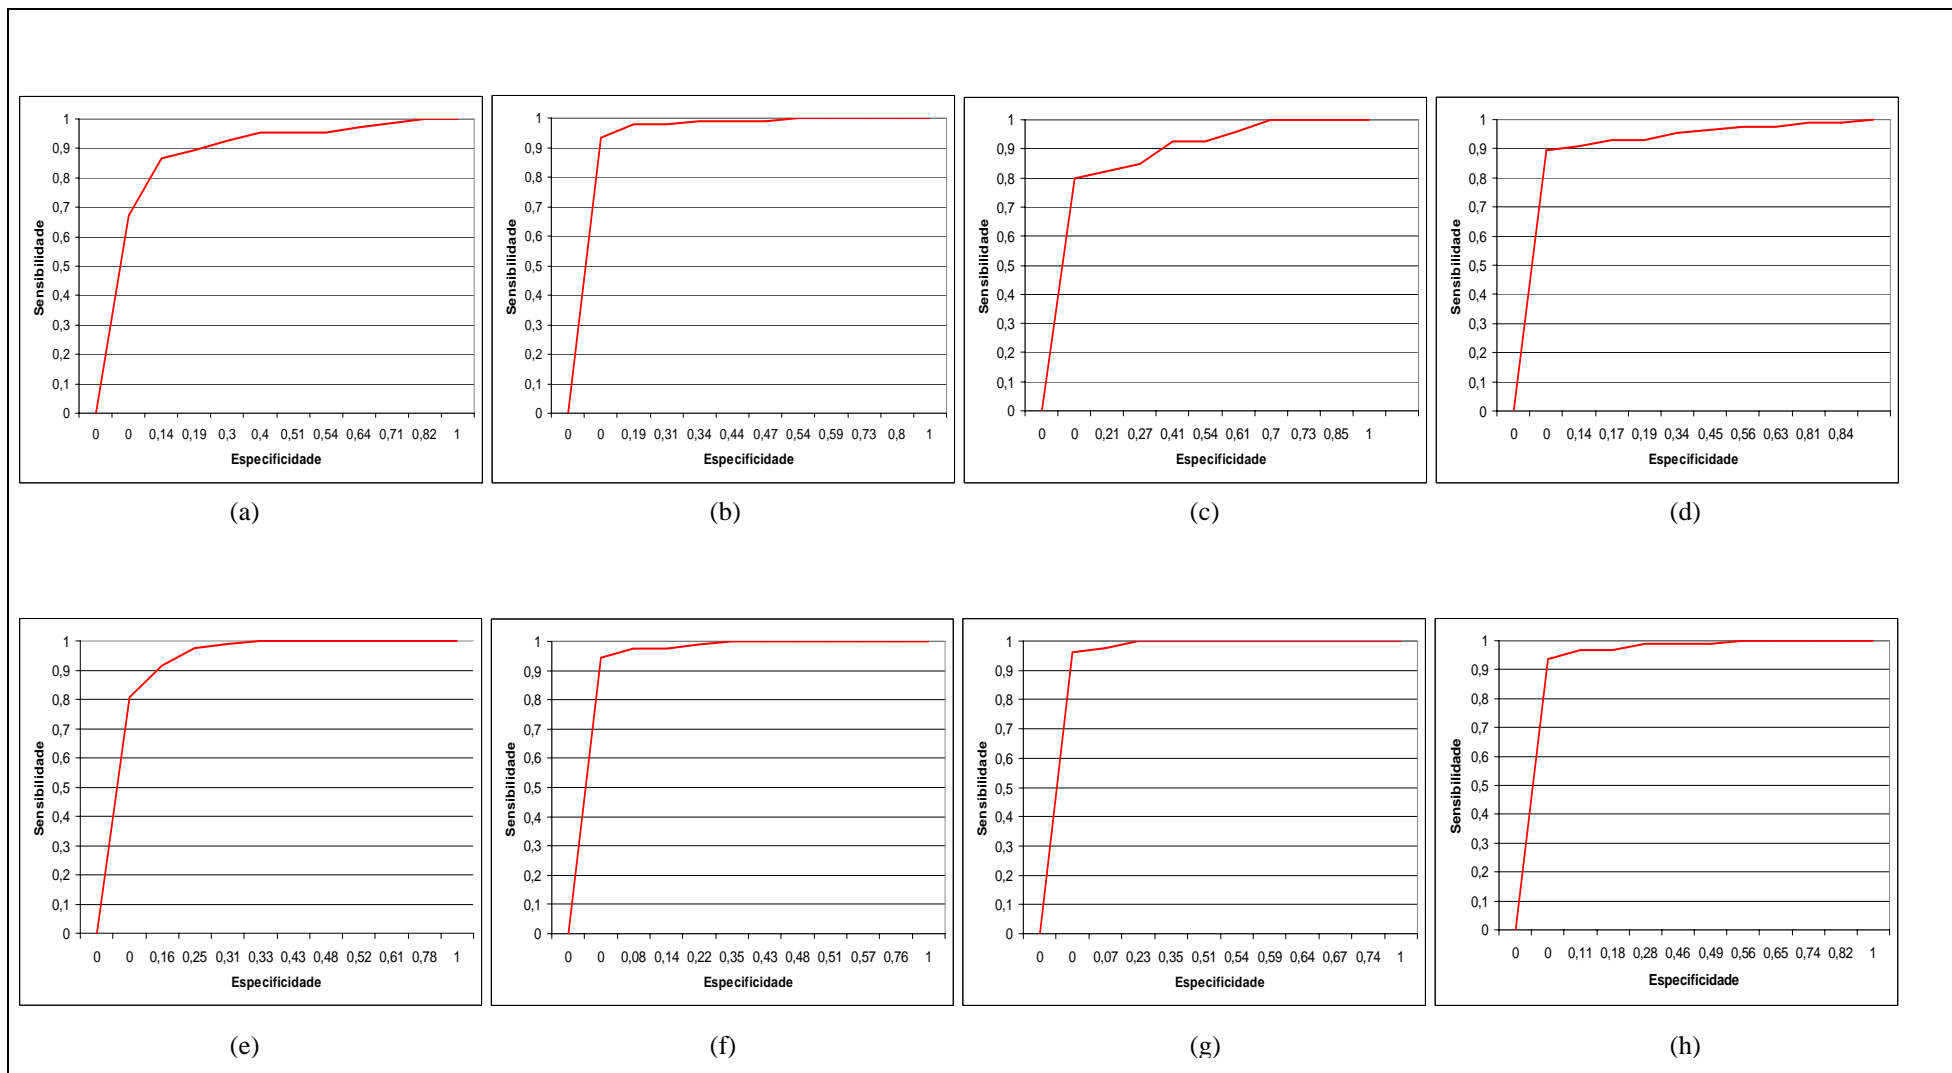 1
0,9
0,8
0,7
0,6
0,5
0,4
0,3
0,2
0,1
0
Sensibilidade
0 0 0,14 0,19 0,3 0,4 0,51 0,54 0,64 0,71 0,82 1
Especificidade
(a)
1
0,9
0,8
0,7
0,6
0,5
0,4
0,3
0,2
0,1
0
Sensibilidade
0 0 0,19 0,31 0,34 0,44 0,47 0,54 0,59 0,73 0,8 1
Especificidade
(b)
1
0,9
0,8
0,7
0,6
0,5
0,4
0,3
0,2
0,1
0
Sensibilidade
0 0 0,21 0,27 0,41 0,54 0,61 0,7 0,73 0,85 1
Especificidade
(c)
1
0,9
0,8
0,7
0,6
0,5
0,4
0,3
0,2
0,1
0
Sensibilidade
0 0 0,14 0,17 0,19 0,34 0,45 0,56 0,63 0,81 0,84
Especificidade
(d)
1
0,9
0,8
0,7
0,6
0,5
0,4
0,3
0,2
0,1
0
Sensibilidade
0 0 0,16 0,25 0,31 0,33 0,43 0,48 0,52 0,61 0,78 1
Especificidade
(e)
1
0,9
0,8
0,7
0,6
0,5
0,4
0,3
0,2
0,1
0
Sensibilidade
0 0 0,08 0,14 0,22 0,35 0,43 0,48 0,51 0,57 0,76 1
Especificidade
(f)
1
0,9
0,8
0,7
0,6
0,5
0,4
0,3
0,2
0,1
0
Sensibilidade
0 0 0,07 0,23 0,35 0,51 0,54 0,59 0,64 0,67 0,74 1
Especificidade
(g)
1
0,9
0,8
0,7
0,6
0,5
0,4
0,3
0,2
0,1
0
Sensibilidade
0 0 0,11 0,18 0,28 0,46 0,49 0,56 0,65 0,74 0,82 1
Especificidade
(h)